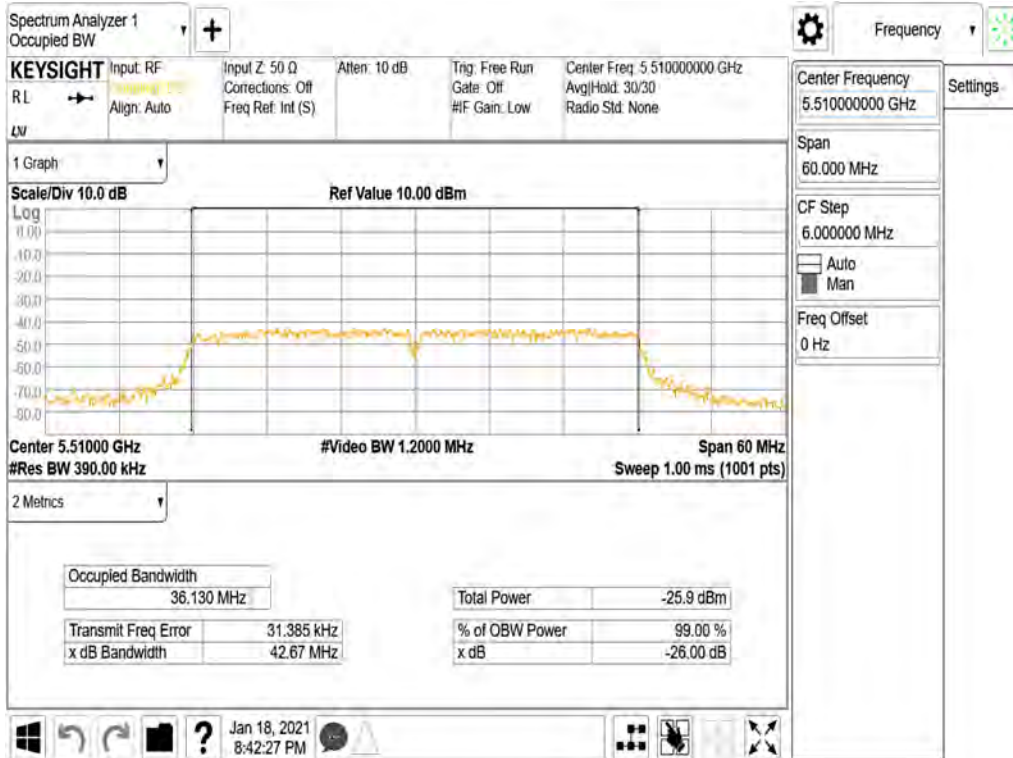 Spectrum Analyzer 1
Occupied BW
Frequency
KEYSIGHT
R L
Input: RF
Align: Auto
Input Z: 50 Ω
Corrections: Off
Freq Ref: Int (S)
Atten: 10 dB
Trig: Free Run
Gate: Off
#IF Gain: Low
Center Freq: 5.510000000 GHz
Avg|Hold: 30/30
Radio Std: None
Center Frequency
5.510000000 GHz
Settings
Span
60.000 MHz
CF Step
6.000000 MHz
Auto
Man
Freq Offset
0 Hz
1 Graph
Scale/Div 10.0 dB
Ref Value 10.00 dBm
Log
0.00
-10.0
-20.0
-30.0
-40.0
-50.0
-60.0
-70.0
-80.0
Center 5.51000 GHz
#Video BW 1.2000 MHz
Span 60 MHz
#Res BW 390.00 kHz
Sweep 1.00 ms (1001 pts)
2 Metrics
Occupied Bandwidth
36.130 MHz
Total Power -25.9 dBm
Transmit Freq Error 31.385 kHz
% of OBW Power 99.00 %
x dB Bandwidth 42.67 MHz
x dB -26.00 dB
?
Jan 18, 2021
8:42:27 PM